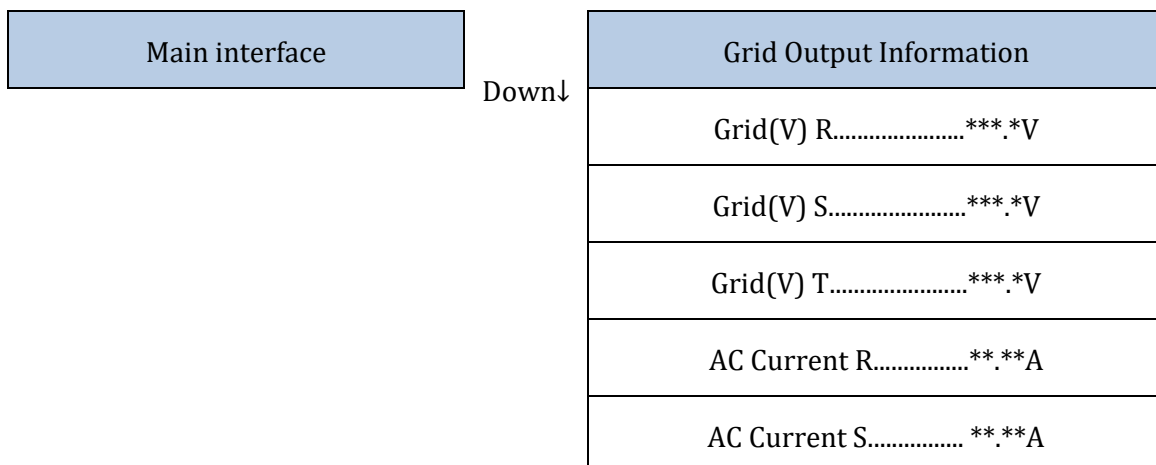 Main interface
Down↓
Grid Output Information
Grid(V) R......................***.*V
Grid(V) S.......................***.*V
Grid(V) T.......................***.*V
AC Current R................**.**A
AC Current S................ **.**A